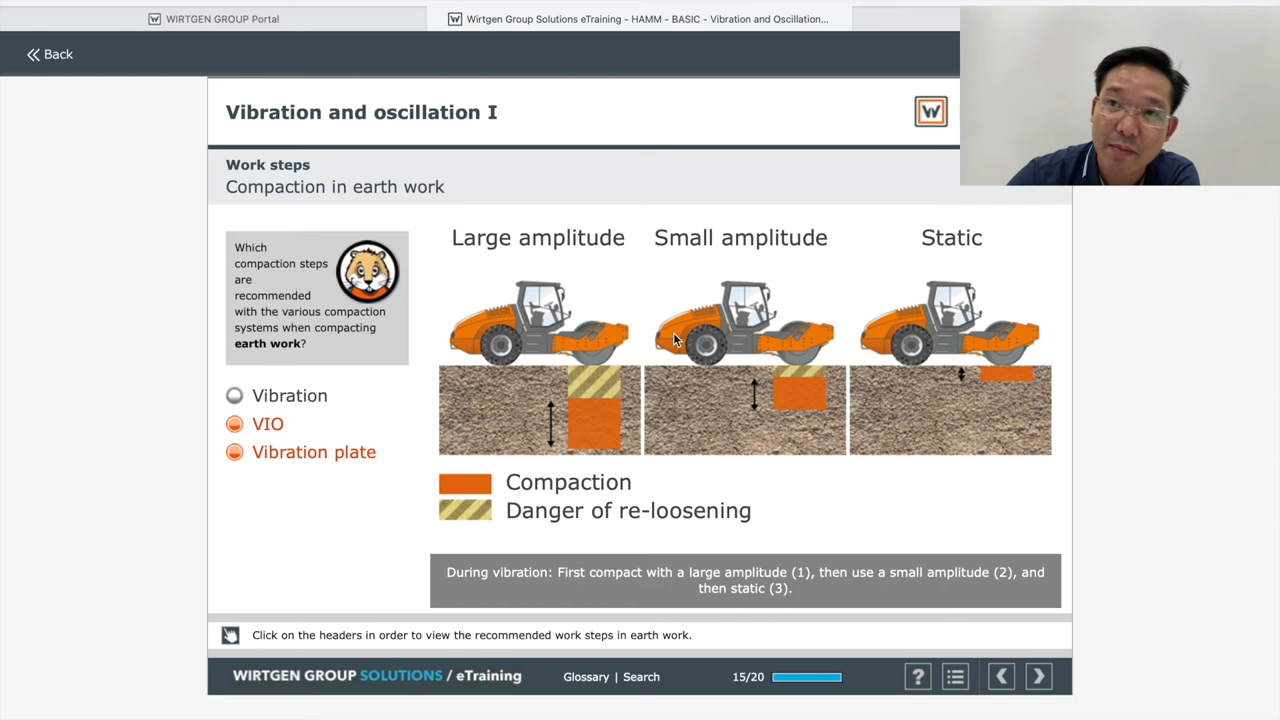 WIRTGEN GROUP Portal
Wirtgen Group Solutions eTraining - HAMM - BASIC - Vibration and Oscillation...
Back
Vibration and oscillation I
W
Work steps
Compaction in earth work
Which
compaction steps
are
recommended
with the various compaction
systems when compacting
earth work?
Vibration
VIO
Vibration plate
Large amplitude
Small amplitude
Static
Compaction
Danger of re-loosening
During vibration: First compact with a large amplitude (1), then use a small amplitude (2), and
then static (3).
Click on the headers in order to view the recommended work steps in earth work.
WIRTGEN GROUP SOLUTIONS / eTraining
Glossary | Search
15/20
?